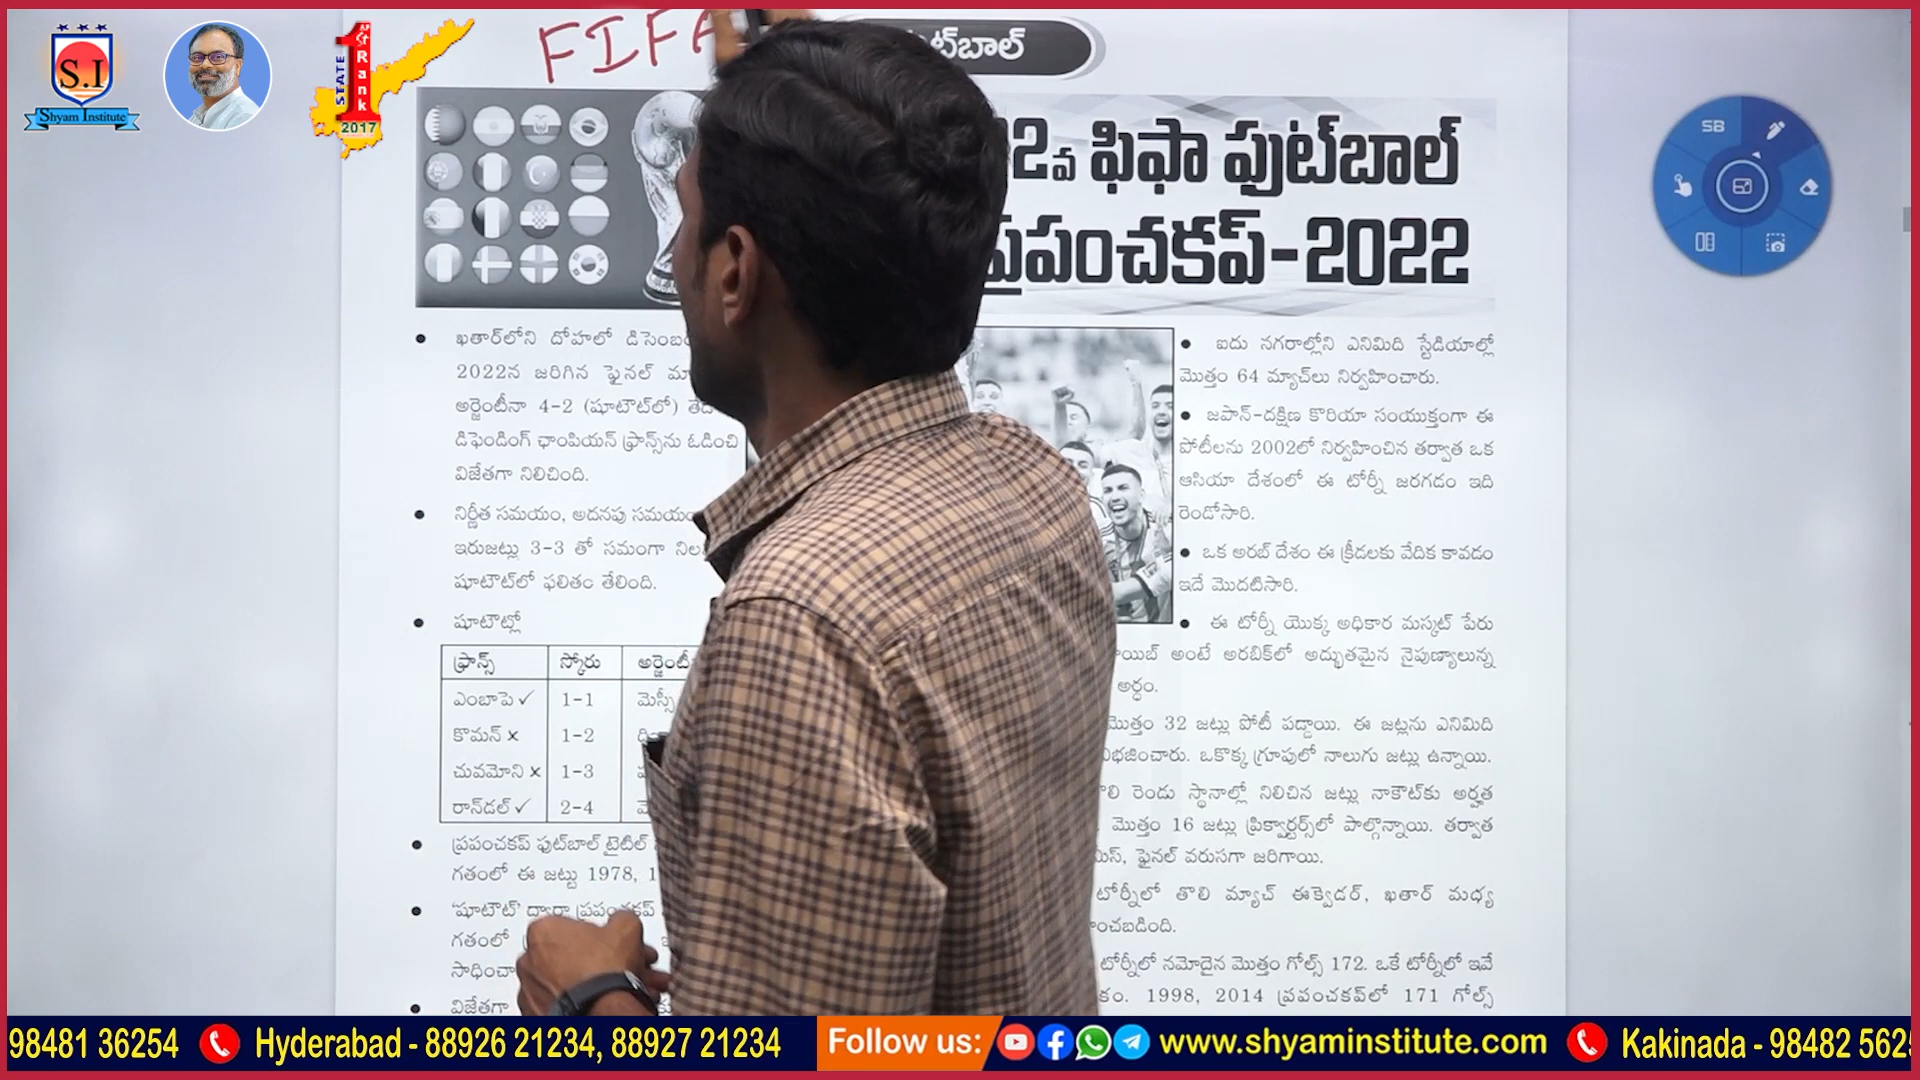 S.I
Shyam Institute
STATE
1st
Rank
2017
FIFA
ఫుట్‌బాల్
వ ఫిఫా ఫుట్‌బాల్
ప్రపంచకప్-2022
SB
ఖతార్‌లోని దోహలో
2022న జరిగిన ఫైనల్
అర్జెంటీనా 4-2 (షూటౌట్‌లో)
డిఫెండింగ్ ఛాంపియన్ ఫ్రాన్స్‌ను ఓడించి
విజేతగా నిలిచింది.
నిర్ణీత సమయం, అదనపు
ఇరుజట్లు 3-3 తో సమంగా
షూటౌట్‌లో ఫలితం తేలింది.
షూటౌట్లో
ఫ్రాన్స్ స్కోరు
ఎంబాపె ✓ 1-1 మెస్సీ
కొమన్ x 1-2
చువమోని x 1-3
రాన్‌డల్ ✓ 2-4
ప్రపంచకప్ ఫుట్‌బాల్ టైటిల్
గతంలో ఈ జట్టు 1978,
'షూటౌట్' ద్వారా ప్రపంచకప్
గతంలో
విజేతగా
ఐదు నగరాల్లోని ఎనిమిది స్టేడియాల్లో
మొత్తం 64 మ్యాచ్‌లు నిర్వహించారు.
జపాన్-దక్షిణ కొరియా సంయుక్తంగా ఈ
పోటీలను 2002లో నిర్వహించిన తర్వాత ఒక
ఆసియా దేశంలో ఈ టోర్నీ జరగడం ఇది
రెండోసారి.
ఒక అరబ్ దేశం ఈ క్రీడలకు వేదిక కావడం
ఇదే మొదటిసారి.
ఈ టోర్నీ యొక్క అధికార మస్కట్ పేరు
అంటే అరబిక్‌లో అద్భుతమైన నైపుణ్యాలున్న
అర్థం.
మొత్తం 32 జట్లు పోటీ పడ్డాయి. ఈ జట్లను ఎనిమిది
ఒకొక్క గ్రూపులో నాలుగు జట్లు ఉన్నాయి.
రెండు స్థానాల్లో నిలిచిన జట్లు నాకౌట్‌కు అర్హత
మొత్తం 16 జట్లు ప్రిక్వార్టర్స్‌లో పాల్గొన్నాయి. తర్వాత
ఫైనల్ వరుసగా జరిగాయి.
టోర్నీలో తొలి మ్యాచ్ ఈక్వెడర్, ఖతార్ మధ్య
టోర్నీలో నమోదైన మొత్తం గోల్స్ 172. ఒకే టోర్నీలో ఇవే
1998, 2014 ప్రపంచకప్‌లో 171 గోల్స్
98481 36254 Hyderabad - 88926 21234, 88927 21234 Follow us: www.shyaminstitute.com Kakinada - 98482